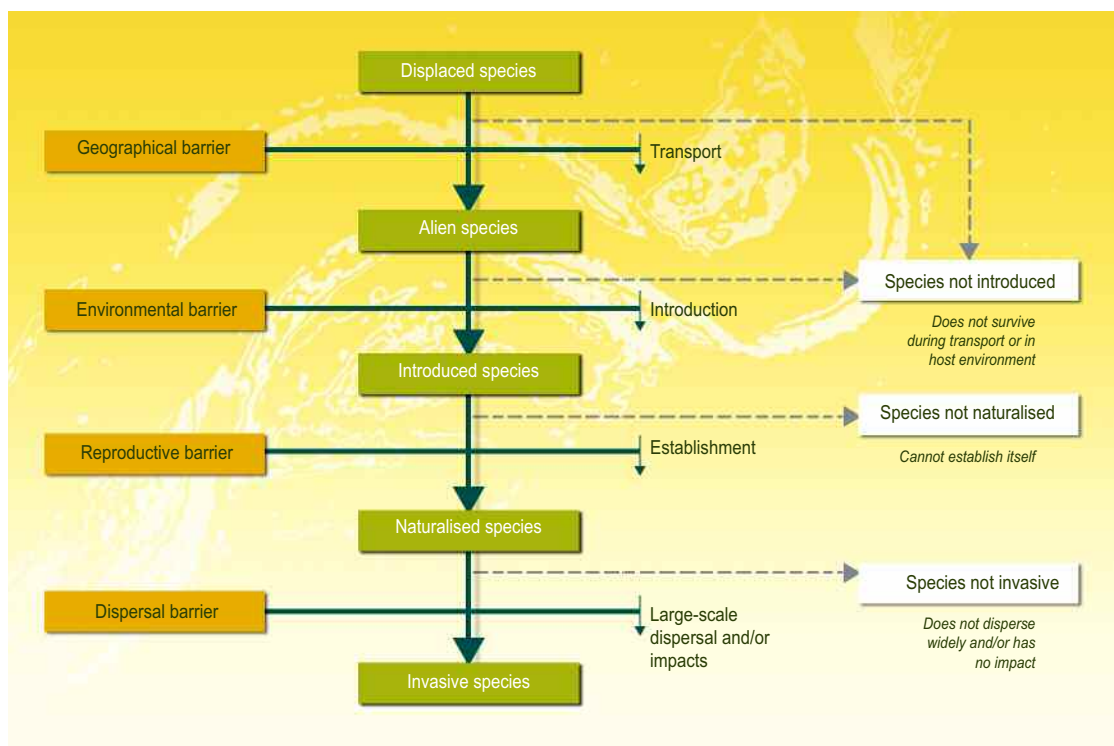 Displaced species
Geographical barrier
Transport
Alien species
Species not introduced
Does not survive
during transport or in
host environment
Environmental barrier
Introduction
Introduced species
Species not naturalised
Cannot establish itself
Reproductive barrier
Establishment
Naturalised species
Species not invasive
Does not disperse
widely and/or has
no impact
Dispersal barrier
Large-scale
dispersal and/or
impacts
Invasive species